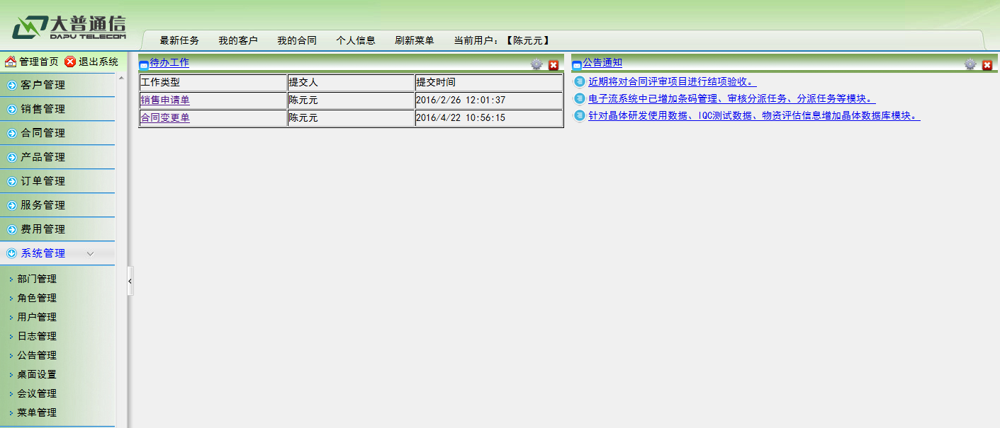 大普通信
DAPU TELECOM
最新任务 我的客户 我的合同 个人信息 刷新菜单 当前用户：【陈元元】
管理首页 退出系统
客户管理
销售管理
合同管理
产品管理
订单管理
服务管理
费用管理
系统管理
部门管理
角色管理
用户管理
日志管理
公告管理
桌面设置
会议管理
菜单管理
待办工作
工作类型 提交人 提交时间
销售申请单 陈元元 2016/2/26 12:01:37
合同变更单 陈元元 2016/4/22 10:56:15
公告通知
近期将对合同评审项目进行结项验收。
电子流系统中已增加条码管理、审核分派任务、分派任务等模块。
针对晶体研发使用数据、IQC测试数据、物资评估信息增加晶体数据库模块。